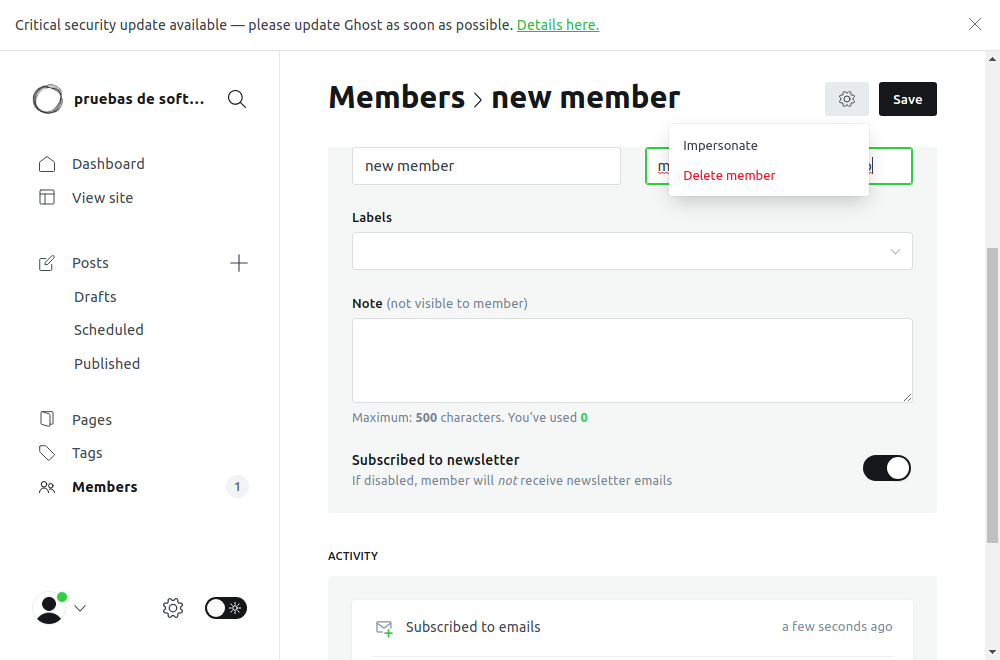 Critical security update available — please update Ghost as soon as possible. Details here.
pruebas de soft...
Dashboard
View site
Posts
Drafts
Scheduled
Published
Pages
Tags
Members
1
Members > new member
Save
Impersonate
Delete member
new member
Labels
Note (not visible to member)
Maximum: 500 characters. You've used 0
Subscribed to newsletter
If disabled, member will not receive newsletter emails
ACTIVITY
Subscribed to emails
a few seconds ago